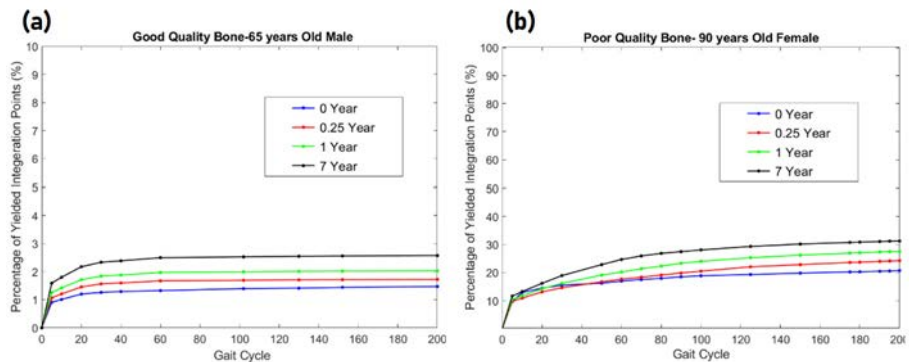 (a)
Good Quality Bone-65 years Old Male
Percentage of Yielded Integeration Points (%)
10
9
8
7
6
5
4
3
2
1
0
0 Year
0.25 Year
1 Year
7 Year
0 20 40 60 80 100 120 140 160 180 200
Gait Cycle
(b)
Poor Quality Bone- 90 years Old Female
Percentage of Yielded Integration Points (%)
100
90
80
70
60
50
40
30
20
10
0 Year
0.25 Year
1 Year
7 Year
0 20 40 60 80 100 120 140 160 180 200
Gait Cycle